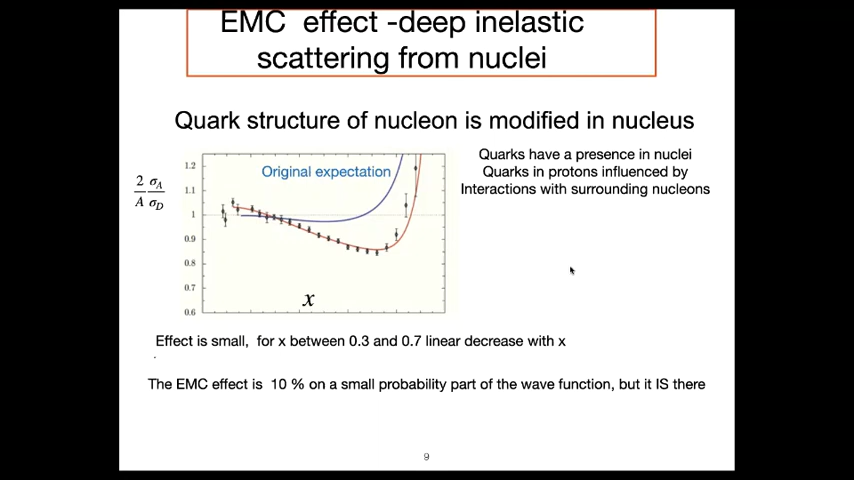 EMC effect -deep inelastic
scattering from nuclei
Quark structure of nucleon is modified in nucleus
Quarks have a presence in nuclei
Quarks in protons influenced by
Interactions with surrounding nucleons
2 σA
A σD
1.2
1.1
1
0.9
0.8
0.7
0.6
Original expectation
x
Effect is small, for x between 0.3 and 0.7 linear decrease with x
.
The EMC effect is 10 % on a small probability part of the wave function, but it IS there
9